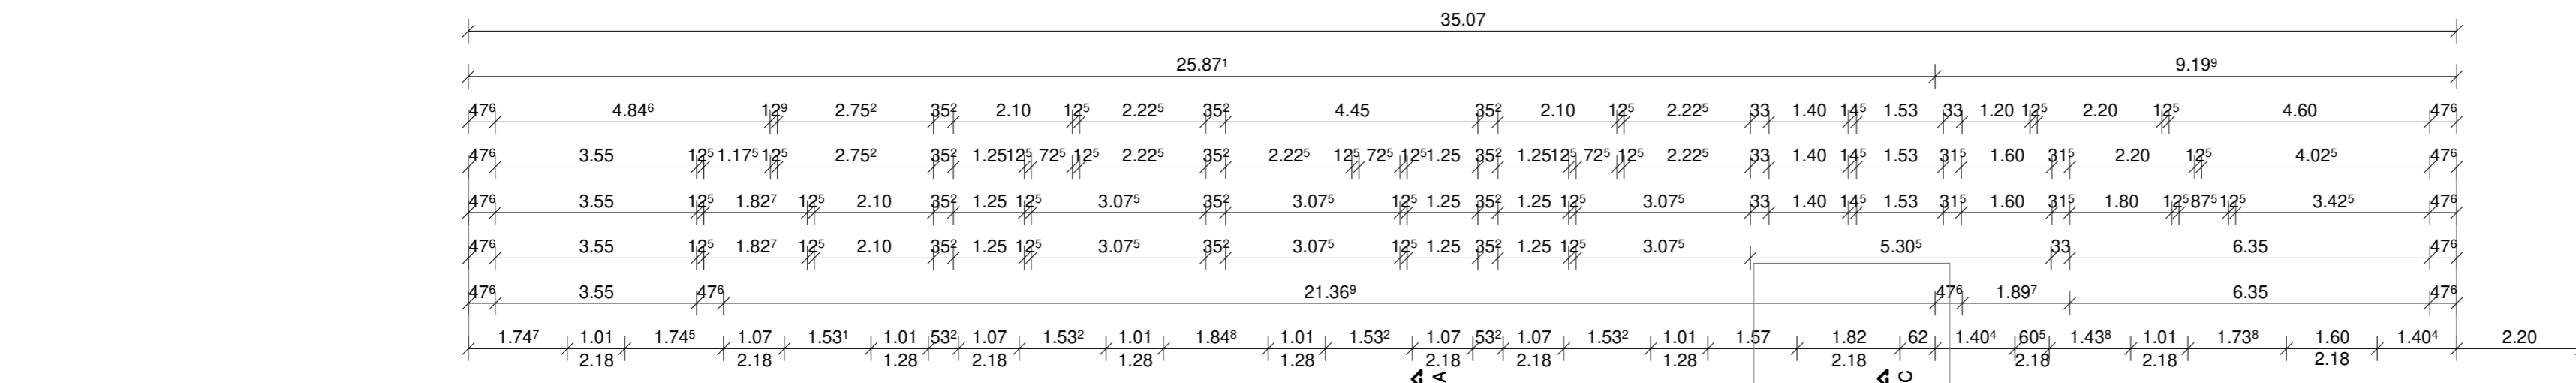 35.07
25.87¹ 9.19⁹
47⁶ 4.84⁶ 12⁹ 2.75² 35² 2.10 12⁵ 2.22⁵ 35² 4.45 35² 2.10 12⁵ 2.22⁵ 33 1.40 14⁵ 1.53 33 1.20 12⁵ 2.20 12⁵ 4.60 47⁶
47⁶ 3.55 12⁵ 1.17⁵ 12⁵ 2.75² 35² 1.25 12⁵ 72⁵ 12⁵ 2.22⁵ 35² 2.22⁵ 12⁵ 72⁵ 12⁵ 1.25 35² 1.25 12⁵ 72⁵ 12⁵ 2.22⁵ 33 1.40 14⁵ 1.53 31⁵ 1.60 31⁵ 2.20 12⁵ 4.02⁵ 47⁶
47⁶ 3.55 12⁵ 1.82⁷ 12⁵ 2.10 35² 1.25 12⁵ 3.07⁵ 35² 3.07⁵ 12⁵ 1.25 35² 1.25 12⁵ 3.07⁵ 33 1.40 14⁵ 1.53 31⁵ 1.60 31⁵ 1.80 12⁵ 87⁵ 12⁵ 3.42⁵ 47⁶
47⁶ 3.55 12⁵ 1.82⁷ 12⁵ 2.10 35² 1.25 12⁵ 3.07⁵ 35² 3.07⁵ 12⁵ 1.25 35² 1.25 12⁵ 3.07⁵ 5.30⁵ 33 6.35 47⁶
47⁶ 3.55 47⁶ 21.36⁹ 47⁶ 1.89⁷ 6.35 47⁶
1.74⁷ 1.01 1.74⁵ 1.07 1.53¹ 1.01 53² 1.07 1.53² 1.01 1.84⁸ 1.01 1.53² 1.07 53² 1.07 1.53² 1.01 1.57 1.82 62 1.40⁴ 60⁵ 1.43⁸ 1.01 1.73⁸ 1.60 1.40⁴ 2.20
2.18 2.18 1.28 2.18 1.28 1.28 2.18 2.18 1.28 2.18 2.18 2.18 2.18
A C